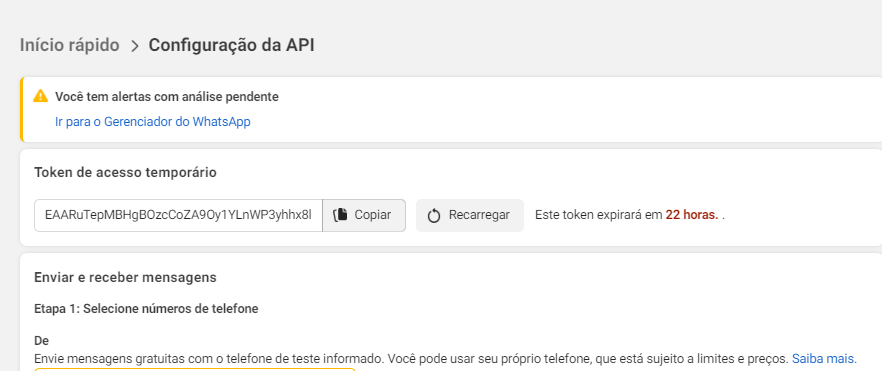 Início rápido > Configuração da API
Você tem alertas com análise pendente
Ir para o Gerenciador do WhatsApp
Token de acesso temporário
EAARuTepMBHgBOzcCoZA9Oy1YLnWP3yhhx8l Copiar Recarregar Este token expirará em 22 horas. .
Enviar e receber mensagens
Etapa 1: Selecione números de telefone
De
Envie mensagens gratuitas com o telefone de teste informado. Você pode usar seu próprio telefone, que está sujeito a limites e preços. Saiba mais.